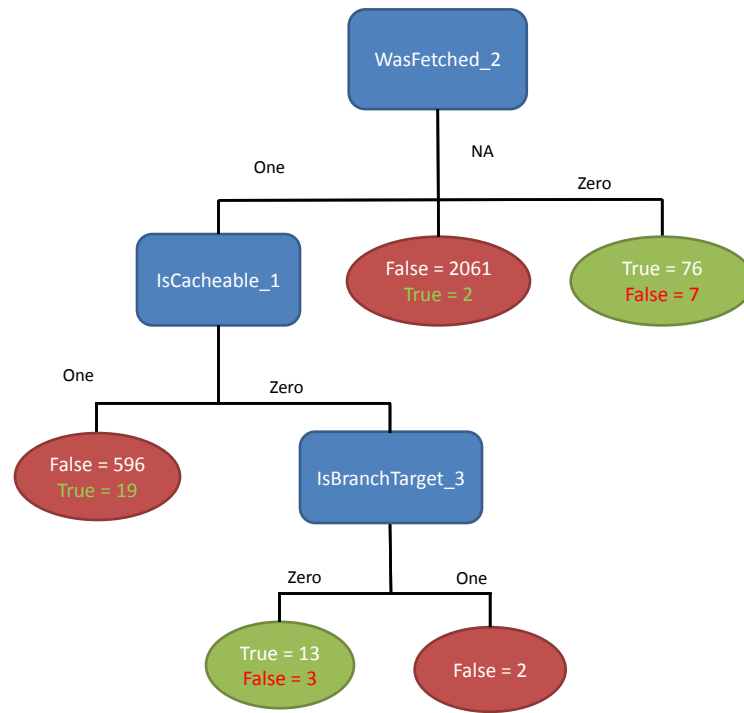 WasFetched_2
NA
One
Zero
IsCacheable_1
False = 2061
True = 2
True = 76
False = 7
One
Zero
False = 596
True = 19
IsBranchTarget_3
Zero
One
True = 13
False = 3
False = 2